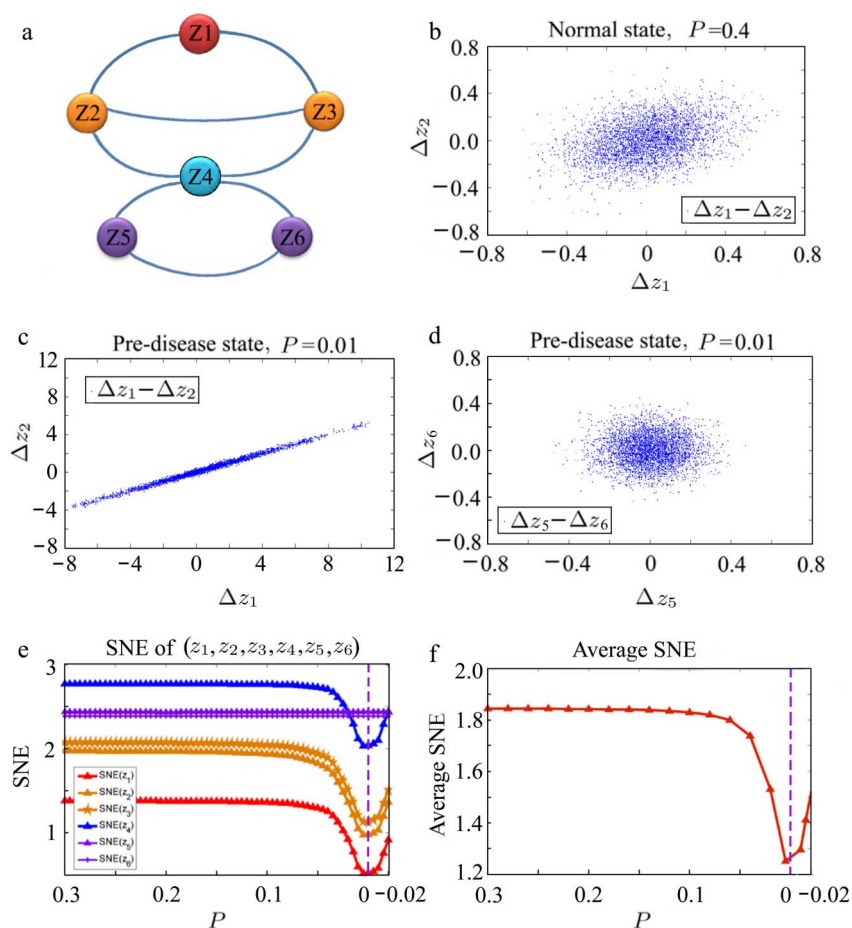 a
Z1
Z2
Z3
Z4
Z5
Z6
b
Normal state, P=0.4
0.8
0.4
0.0
−0.4
−0.8
Δz₂
Δz₁−Δz₂
−0.8
−0.4
0
0.4
0.8
Δz₁
c
Pre-disease state, P=0.01
12
8
4
0
−4
−8
Δz₂
Δz₁−Δz₂
−8
−4
0
4
8
12
Δz₁
d
Pre-disease state, P=0.01
0.8
0.4
0.0
−0.4
−0.8
Δz₆
Δz₅−Δz₆
−0.8
−0.4
0
0.4
0.8
Δz₅
e
SNE of (z₁,z₂,z₃,z₄,z₅,z₆)
3
2
1
SNE
SNE(z₁)
SNE(z₂)
SNE(z₃)
SNE(z₄)
SNE(z₅)
SNE(z₆)
0.3
0.2
0.1
0
-0.02
P
f
Average SNE
2.0
1.8
1.6
1.4
1.2
Average SNE
0.3
0.2
0.1
0
-0.02
P